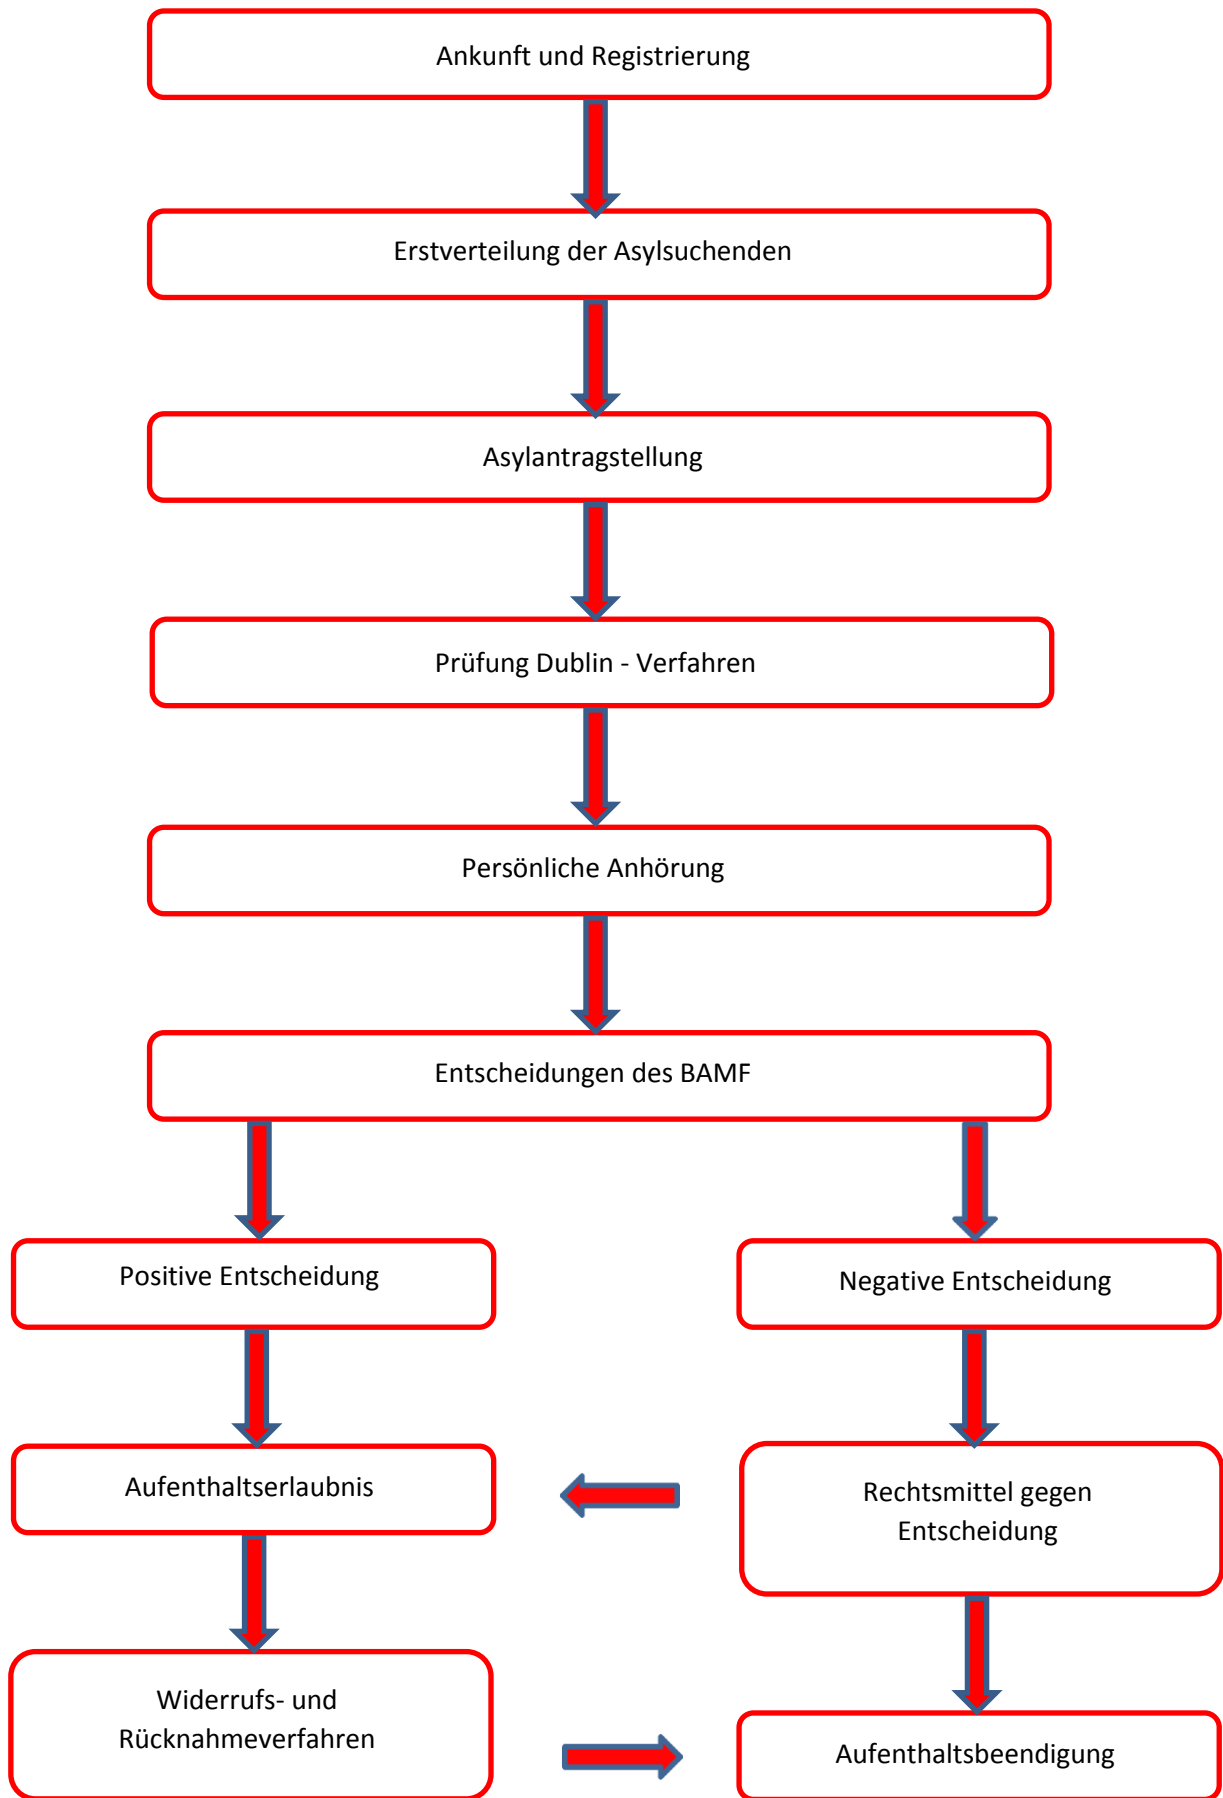 Ankunft und Registrierung
Erstverteilung der Asylsuchenden
Asylantragstellung
Prüfung Dublin - Verfahren
Persönliche Anhörung
Entscheidungen des BAMF
Positive Entscheidung
Negative Entscheidung
Aufenthaltserlaubnis
Rechtsmittel gegen
Entscheidung
Widerrufs- und
Rücknahmeverfahren
Aufenthaltsbeendigung